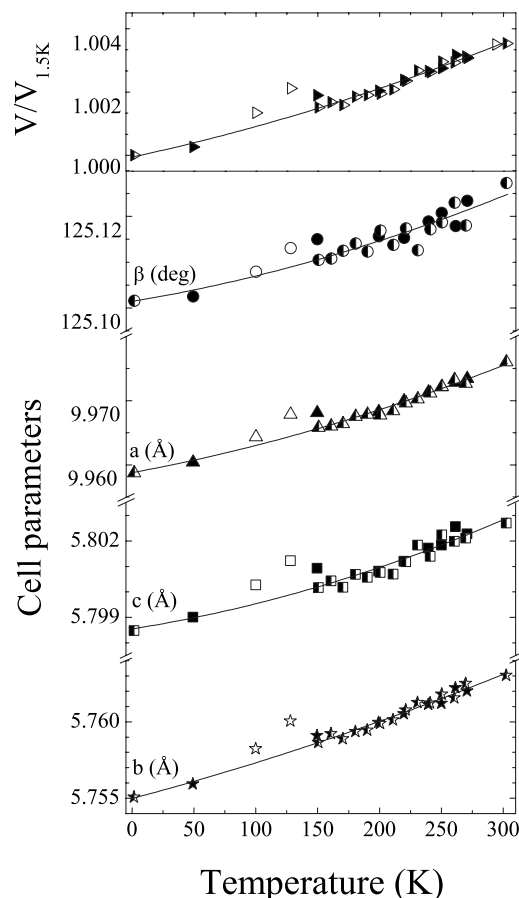 V/V1.5K
1.004
1.002
1.000
β (deg)
125.12
125.10
Cell parameters
a (Å)
9.970
9.960
c (Å)
5.802
5.799
b (Å)
5.760
5.755
0 50 100 150 200 250 300
Temperature (K)